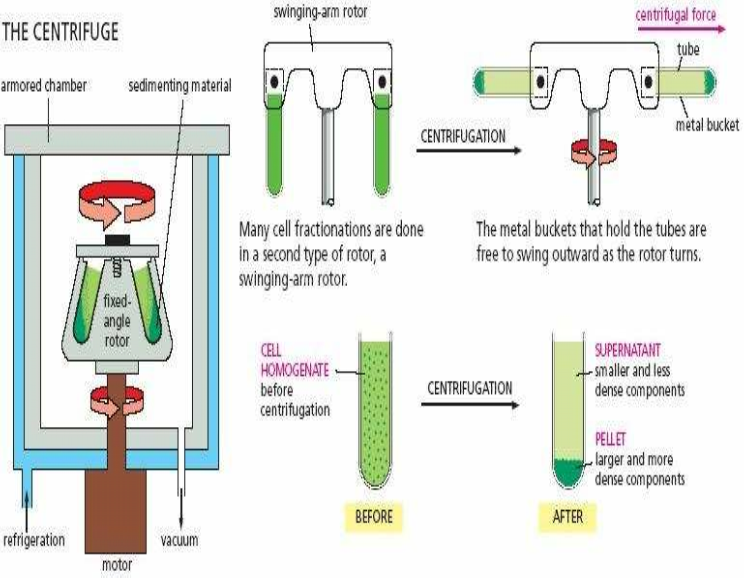 THE CENTRIFUGE
armored chamber
sedimenting material
fixed-
angle
rotor
refrigeration
motor
vacuum
swinging-arm rotor
CENTRIFUGATION
centrifugal force
tube
metal bucket
Many cell fractionations are done
in a second type of rotor, a
swinging-arm rotor.
The metal buckets that hold the tubes are
free to swing outward as the rotor turns.
CELL
HOMOGENATE
before
centrifugation
BEFORE
CENTRIFUGATION
SUPERNATANT
smaller and less
dense components
PELLET
larger and more
dense components
AFTER